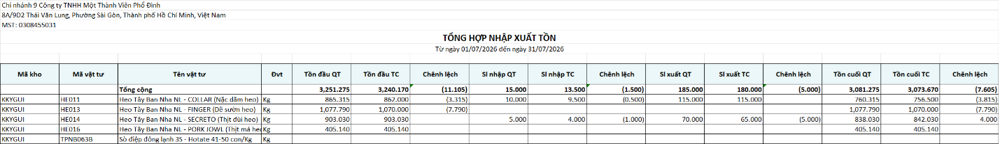 Chi nhánh 9 Công ty TNHH Một Thành Viên Phổ Đình
8A/9D2 Thái Văn Lung, Phường Sài Gòn, Thành phố Hồ Chí Minh, Việt Nam
MST: 0308455031
TỔNG HỢP NHẬP XUẤT TỒN
Từ ngày 01/07/2026 đến ngày 31/07/2026
Mã kho Mã vật tư Tên vật tư Đvt Tồn đầu QT Tồn đầu TC Chênh lệch Sl nhập QT Sl nhập TC Chênh lệch Sl xuất QT Sl xuất TC Chênh lệch Tồn cuối QT Tồn cuối TC Chênh lệch
Tổng cộng 3,251.275 3,240.170 (11.105) 15.000 13.500 (1.500) 185.000 180.000 (5.000) 3,081.275 3,073.670 (7.605)
KKYGUI HE011 Heo Tây Ban Nha NL - COLLAR (Nạc dăm heo) Kg 865.315 862.000 (3.315) 10.000 9.500 (0.500) 115.000 115.000 760.315 756.500 (3.815)
KKYGUI HE013 Heo Tây Ban Nha NL - FINGER (Dẽ sườn heo) Kg 1,077.790 1,070.000 (7.790) 1,077.790 1,070.000 (7.790)
KKYGUI HE014 Heo Tây Ban Nha NL - SECRETO (Thịt đùi heo) Kg 903.030 903.030 5.000 4.000 (1.000) 70.000 65.000 (5.000) 838.030 842.030 4.000
KKYGUI HE016 Heo Tây Ban Nha NL - PORK JOWL (Thịt má heo Kg 405.140 405.140 405.140 405.140
KKYGUI TPNB063B Sò điệp đông lạnh 3S - Hotate 41-50 con/Kg Kg